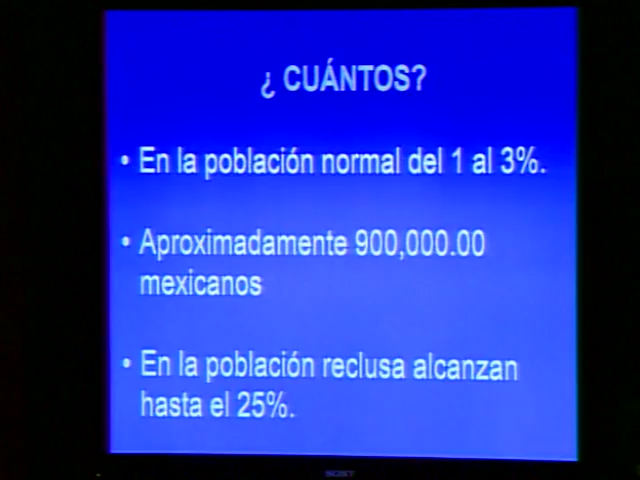 ¿ CUÁNTOS?
• En la población normal del 1 al 3%.
• Aproximadamente 900,000.00
mexicanos
• En la población reclusa alcanzan
hasta el 25%.